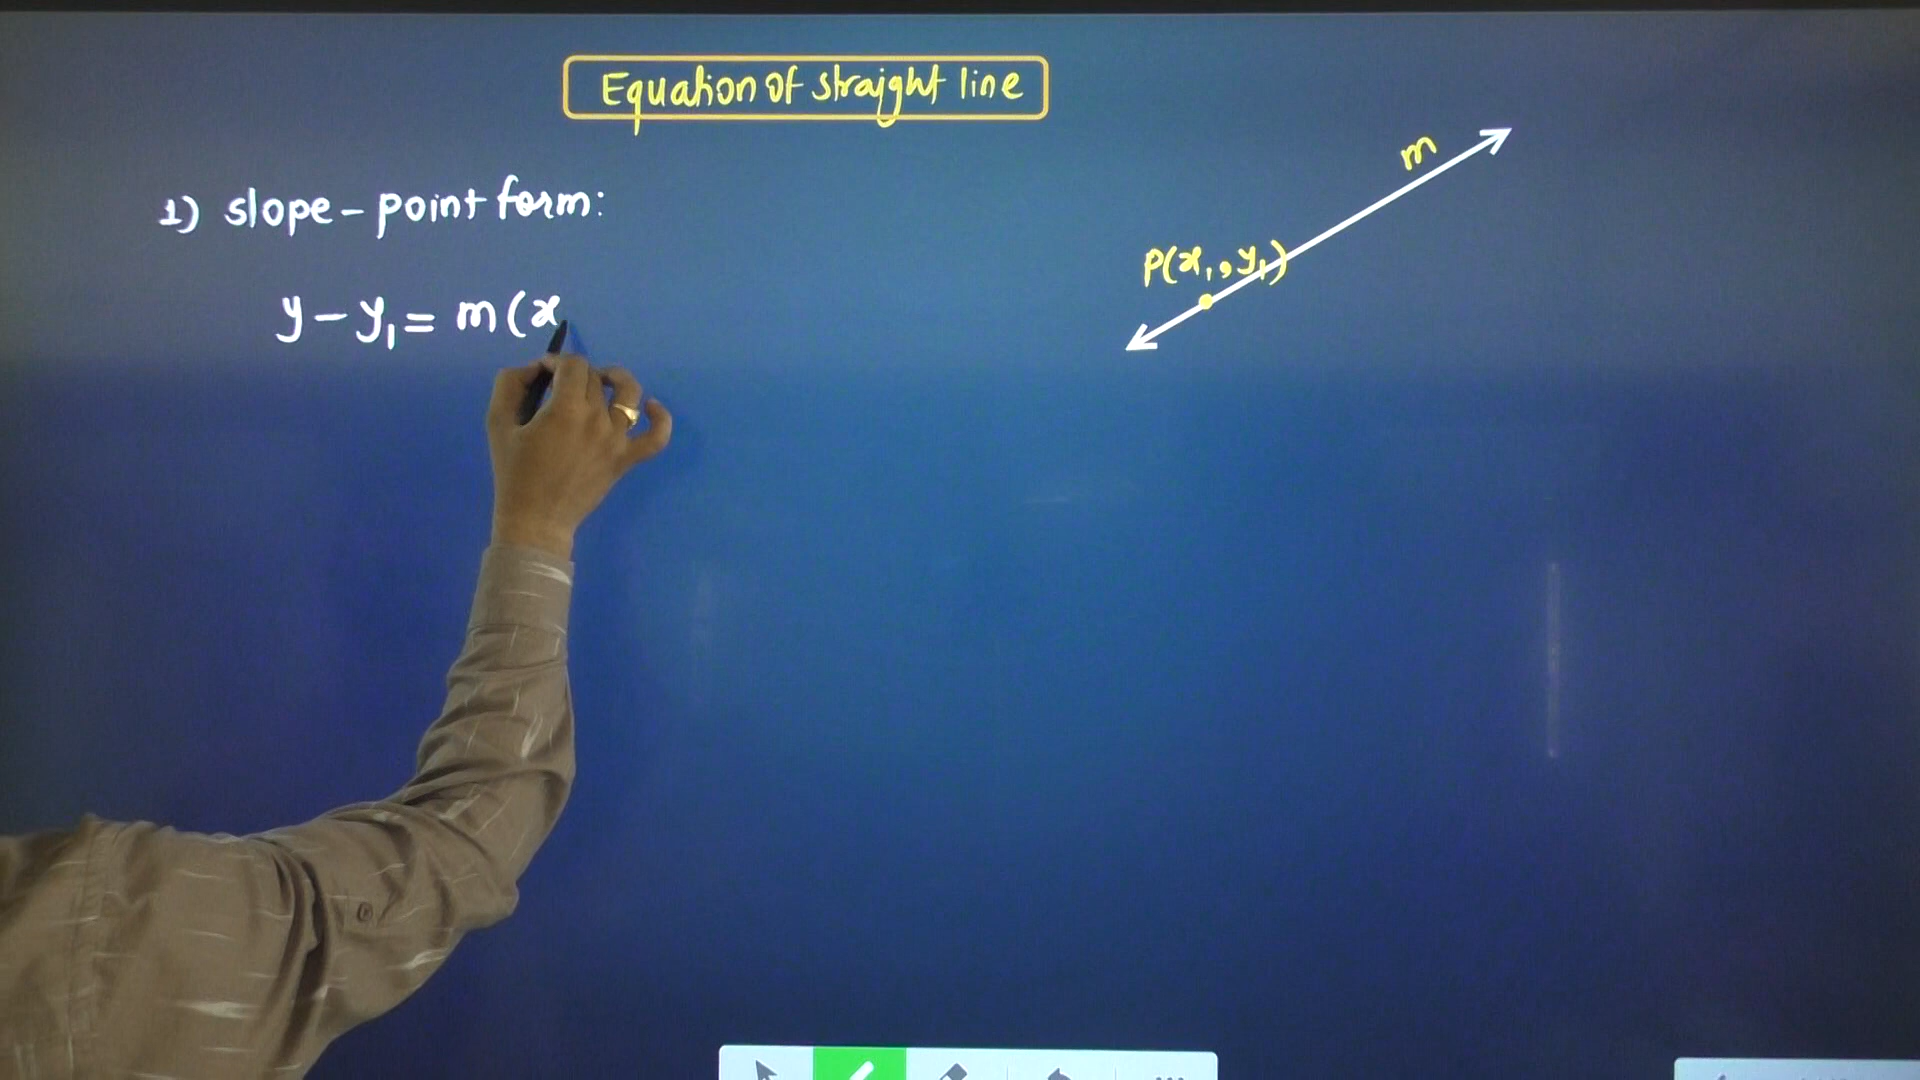 Equation of straight line
1) slope-point form:
y - y₁ = m (x
m
P(x₁, y₁)